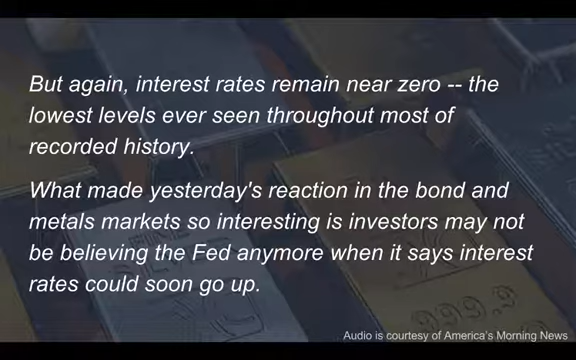 But again, interest rates remain near zero -- the
lowest levels ever seen throughout most of
recorded history.
What made yesterday's reaction in the bond and
metals markets so interesting is investors may not
be believing the Fed anymore when it says interest
rates could soon go up.
999.9
Audio is courtesy of America's Morning News